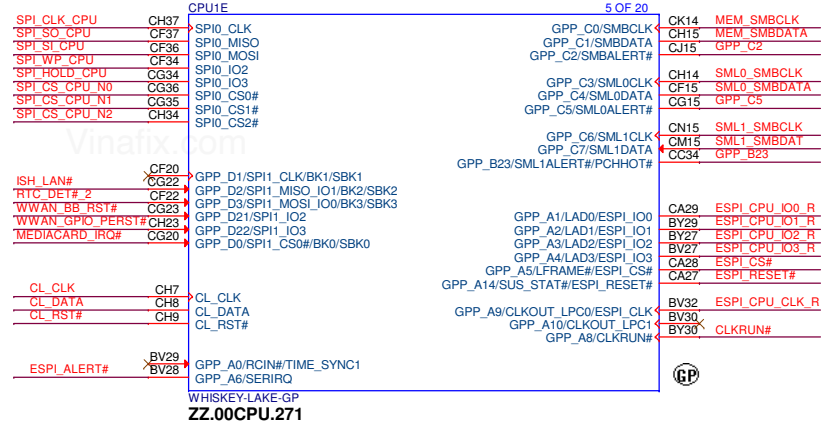 CPU1E 5 OF 20
SPI_CLK_CPU CH37 SPI0_CLK
SPI_SO_CPU CF37 SPI0_MISO
SPI_SI_CPU CF36 SPI0_MOSI
SPI_WP_CPU CF34 SPI0_IO2
SPI_HOLD_CPU CG34 SPI0_IO3
SPI_CS_CPU_N0 CG36 SPI0_CS0#
SPI_CS_CPU_N1 CG35 SPI0_CS1#
SPI_CS_CPU_N2 CH34 SPI0_CS2#
GPP_C0/SMBCLK CK14 MEM_SMBCLK
GPP_C1/SMBDATA CH15 MEM_SMBDATA
GPP_C2/SMBALERT# CJ15 GPP_C2
GPP_C3/SML0CLK CH14 SML0_SMBCLK
GPP_C4/SML0DATA CF15 SML0_SMBDATA
GPP_C5/SML0ALERT# CG15 GPP_C5
GPP_C6/SML1CLK CN15 SML1_SMBCLK
GPP_C7/SML1DATA CM15 SML1_SMBDAT
GPP_B23/SML1ALERT#/PCHHOT# CC34 GPP_B23
Vinafix.com
CF20 GPP_D1/SPI1_CLK/BK1/SBK1
ISH_LAN# CG22 GPP_D2/SPI1_MISO_IO1/BK2/SBK2
RTC_DET#_2 CF22 GPP_D3/SPI1_MOSI_IO0/BK3/SBK3
WWAN_BB_RST# CG23 GPP_D21/SPI1_IO2
WWAN_GPIO_PERST# CH23 GPP_D22/SPI1_IO3
MEDIACARD_IRQ# CG20 GPP_D0/SPI1_CS0#/BK0/SBK0
GPP_A1/LAD0/ESPI_IO0 CA29 ESPI_CPU_IO0_R
GPP_A2/LAD1/ESPI_IO1 BY29 ESPI_CPU_IO1_R
GPP_A3/LAD2/ESPI_IO2 BY27 ESPI_CPU_IO2_R
GPP_A4/LAD3/ESPI_IO3 BV27 ESPI_CPU_IO3_R
GPP_A5/LFRAME#/ESPI_CS# CA28 ESPI_CS#
GPP_A14/SUS_STAT#/ESPI_RESET# CA27 ESPI_RESET#
CL_CLK CH7 CL_CLK
CL_DATA CH8 CL_DATA
CL_RST# CH9 CL_RST#
GPP_A9/CLKOUT_LPC0/ESPI_CLK BV32 ESPI_CPU_CLK_R
GPP_A10/CLKOUT_LPC1 BV30
GPP_A8/CLKRUN# BY30 CLKRUN#
BV29 GPP_A0/RCIN#/TIME_SYNC1
ESPI_ALERT# BV28 GPP_A6/SERIRQ
GP
WHISKEY-LAKE-GP
ZZ.00CPU.271